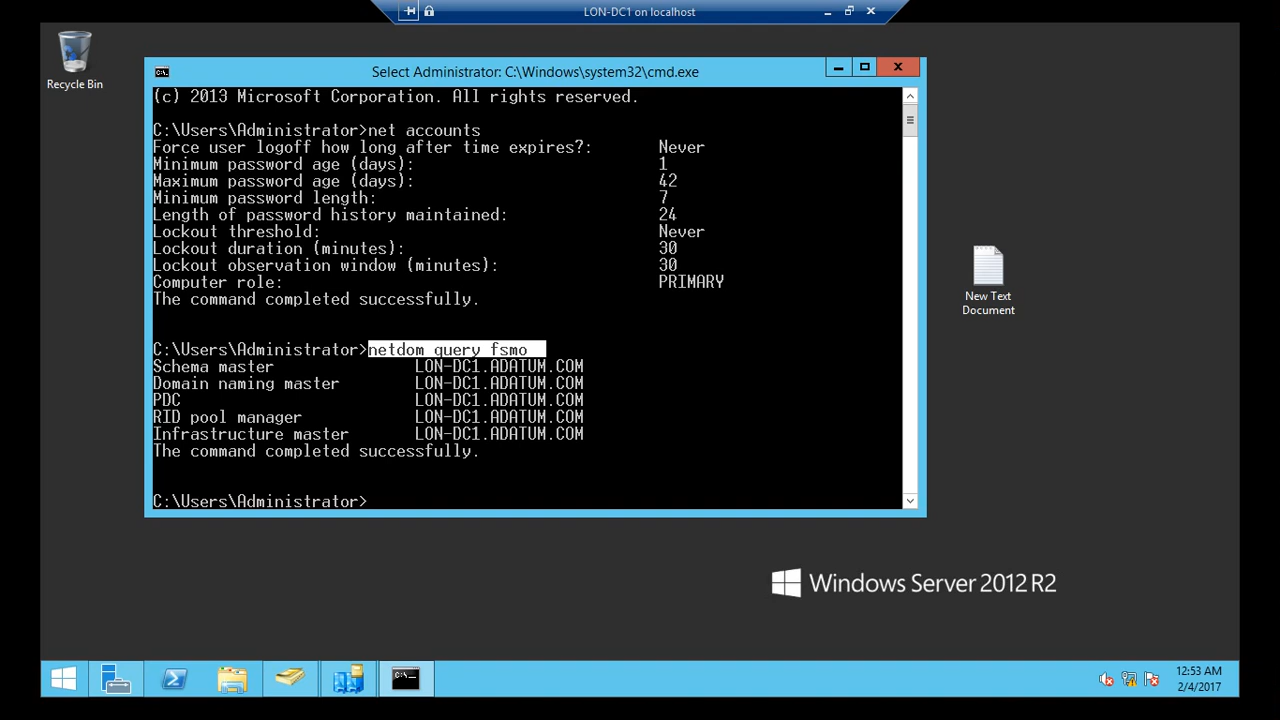 LON-DC1 on localhost
Recycle Bin
Select Administrator: C:\Windows\system32\cmd.exe
(c) 2013 Microsoft Corporation. All rights reserved.
C:\Users\Administrator>net accounts
Force user logoff how long after time expires?: Never
Minimum password age (days): 1
Maximum password age (days): 42
Minimum password length: 7
Length of password history maintained: 24
Lockout threshold: Never
Lockout duration (minutes): 30
Lockout observation window (minutes): 30
Computer role: PRIMARY
The command completed successfully.
C:\Users\Administrator>netdom query fsmo
Schema master LON-DC1.ADATUM.COM
Domain naming master LON-DC1.ADATUM.COM
PDC LON-DC1.ADATUM.COM
RID pool manager LON-DC1.ADATUM.COM
Infrastructure master LON-DC1.ADATUM.COM
The command completed successfully.
C:\Users\Administrator>
New Text
Document
Windows Server 2012 R2
12:53 AM
2/4/2017